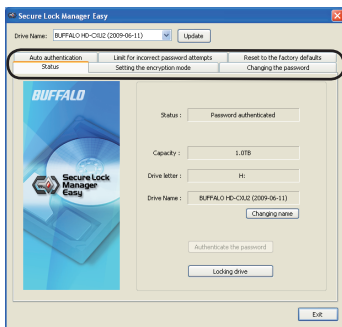 Secure Lock Manager Easy
Drive Name: BUFFALO HD-CXU2 (2009-06-11) Update
Auto authentication Limit for incorrect password attempts Reset to the factory defaults
Status Setting the encryption mode Changing the password
BUFFALO
Secure Lock
Manager
Easy
Status : Password authenticated
Capacity : 1.0TB
Drive letter : H:
Drive Name : BUFFALO HD-CXU2 (2009-06-11)
Changing name
Authenticate the password
Locking drive
Exit